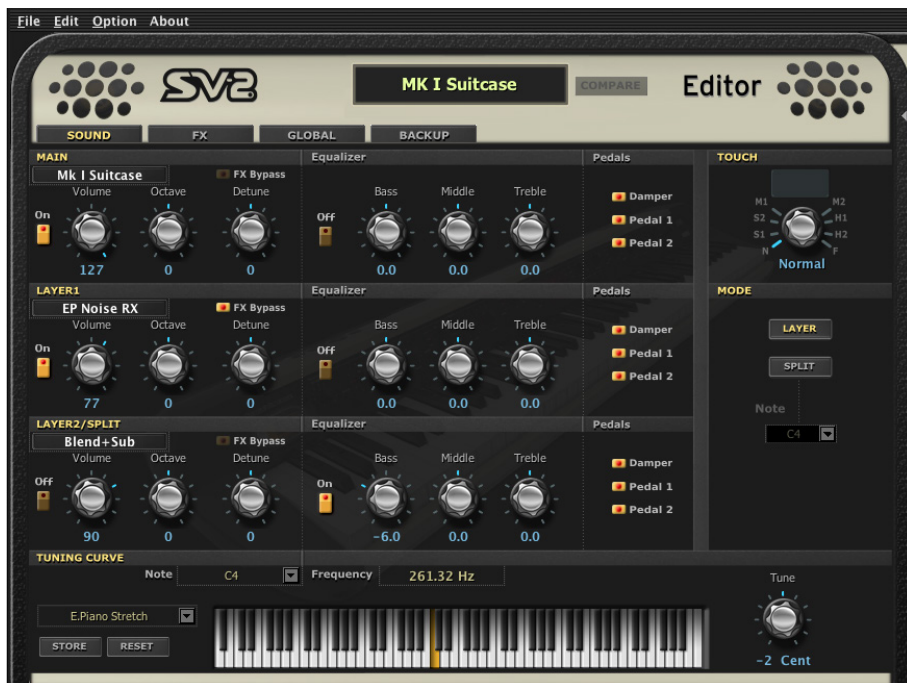 File Edit Option About
SV-2 MK I Suitcase COMPARE Editor
SOUND FX GLOBAL BACKUP
MAIN Equalizer Pedals TOUCH
Mk I Suitcase FX Bypass
Volume Octave Detune Bass Middle Treble
On Off
Damper
Pedal 1
Pedal 2
127 0 0 0.0 0.0 0.0
M1 M2
S2 H1
S1 H2
N F
Normal
LAYER1 Equalizer Pedals MODE
EP Noise RX FX Bypass
Volume Octave Detune Bass Middle Treble
On Off
Damper
Pedal 1
Pedal 2
77 0 0 0.0 0.0 0.0
LAYER
SPLIT
Note
C4
LAYER2/SPLIT Equalizer Pedals
Blend+Sub FX Bypass
Volume Octave Detune Bass Middle Treble
Off On
Damper
Pedal 1
Pedal 2
90 0 0 -6.0 0.0 0.0
TUNING CURVE
Note C4 Frequency 261.32 Hz Tune
E.Piano Stretch
STORE RESET
-2 Cent